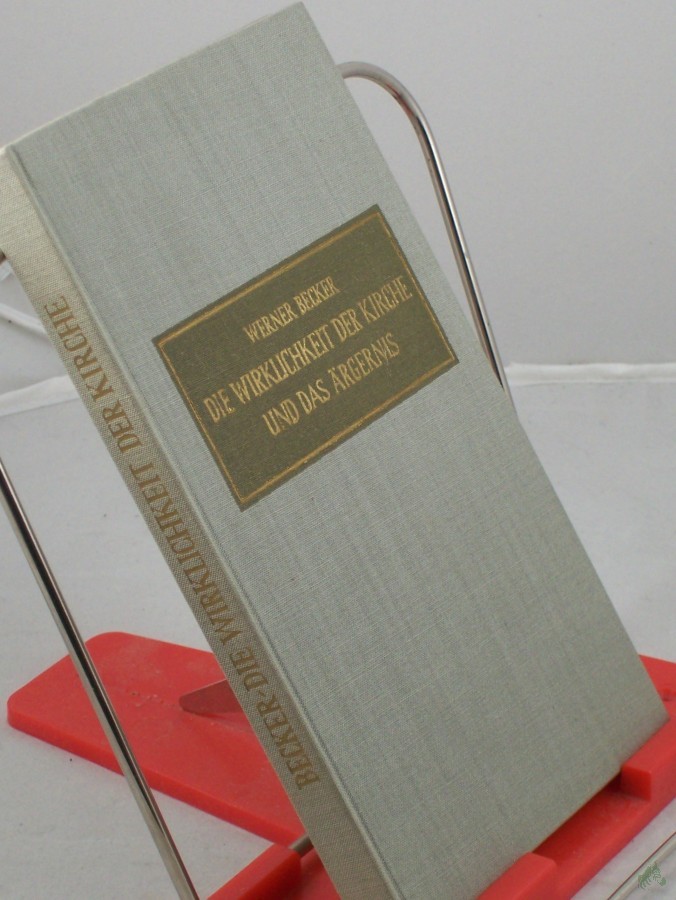 WERNER BECKER
DIE WIRKLICHKEIT DER KIRCHE
UND DAS ÄRGERNIS
BECKER-DIE WIRKLICHKEIT DER KIRCHE